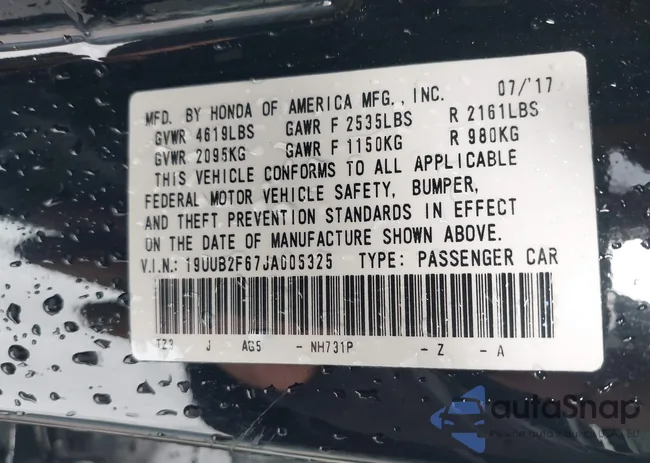 07/'17
MFD. BY HONDA OF AMERICA MFG., INC.
GVWR 4619LBS GAWR F 2535LBS R 2161LBS
GVWR 2095KG GAWR F 1150KG R 980KG
THIS VEHICLE CONFORMS TO ALL APPLICABLE
FEDERAL MOTOR VEHICLE SAFETY, BUMPER,
AND THEFT PREVENTION STANDARDS IN EFFECT
ON THE DATE OF MANUFACTURE SHOWN ABOVE.
V.I.N.: 19UUB2F67JA005325 TYPE: PASSENGER CAR
TZ3 J AG5 - NH731P - Z - A
autaSnap